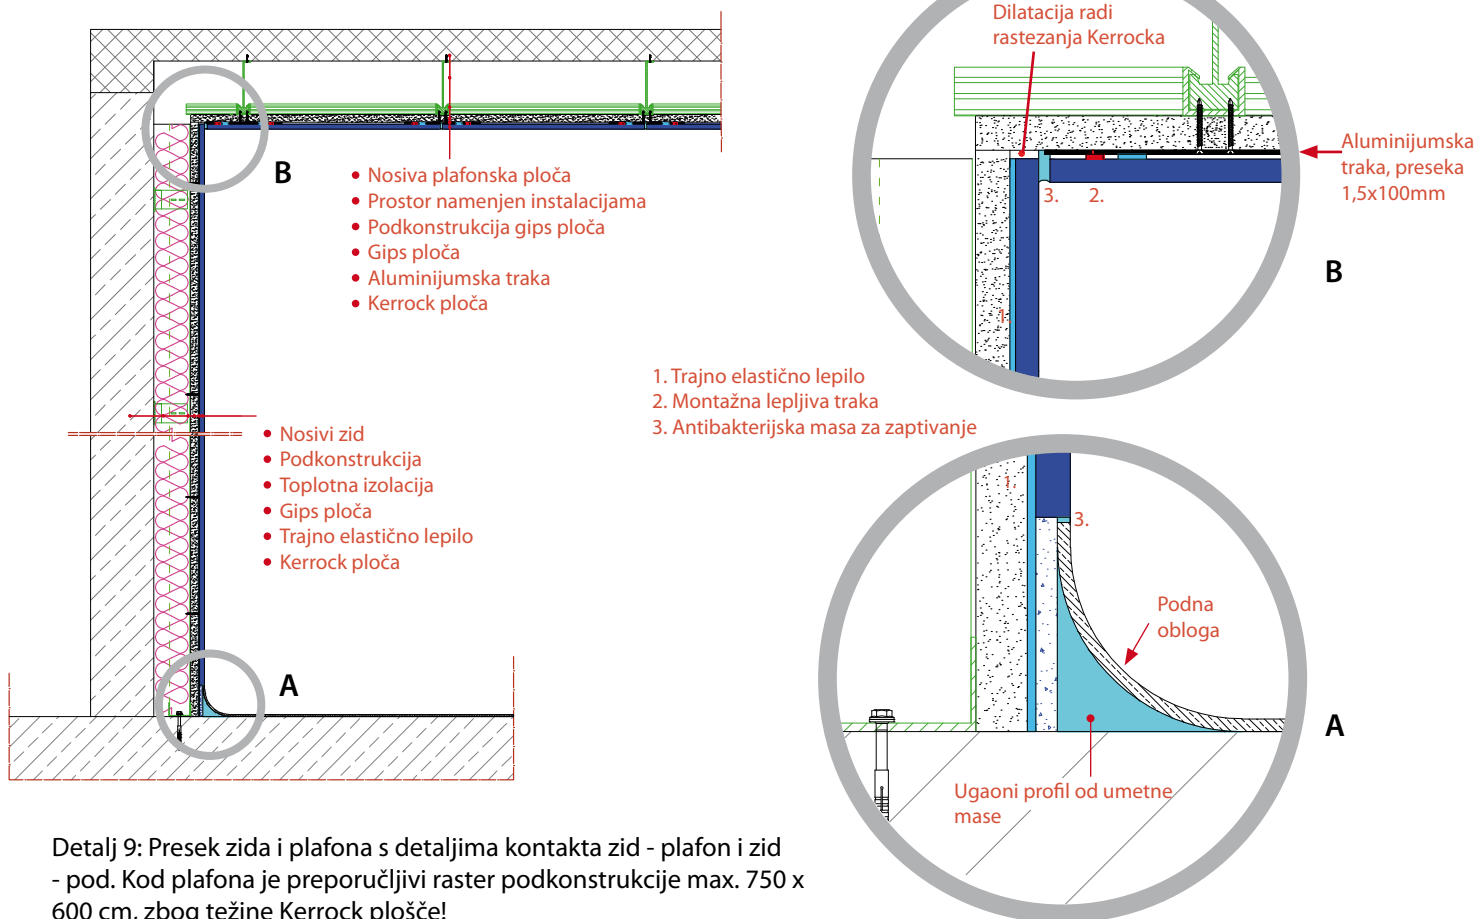 B
• Nosiva plafonska ploča
• Prostor namenjen instalacijama
• Podkonstrukcija gips ploča
• Gips ploča
• Aluminijumska traka
• Kerrock ploča
• Nosivi zid
• Podkonstrukcija
• Toplotna izolacija
• Gips ploča
• Trajno elastično lepilo
• Kerrock ploča
A
Dilatacija radi
rastezanja Kerrocka
Aluminijumska
traka, preseka
1,5x100mm
3.
2.
1.
B
1. Trajno elastično lepilo
2. Montažna lepljiva traka
3. Antibakterijska masa za zaptivanje
1.
3.
Podna
obloga
A
Ugaoni profil od umetne
mase
Detalj 9: Presek zida i plafona s detaljima kontakta zid - plafon i zid
- pod. Kod plafona je preporučljivi raster podkonstrukcije max. 750 x
600 cm, zbog težine Kerrock plošče!